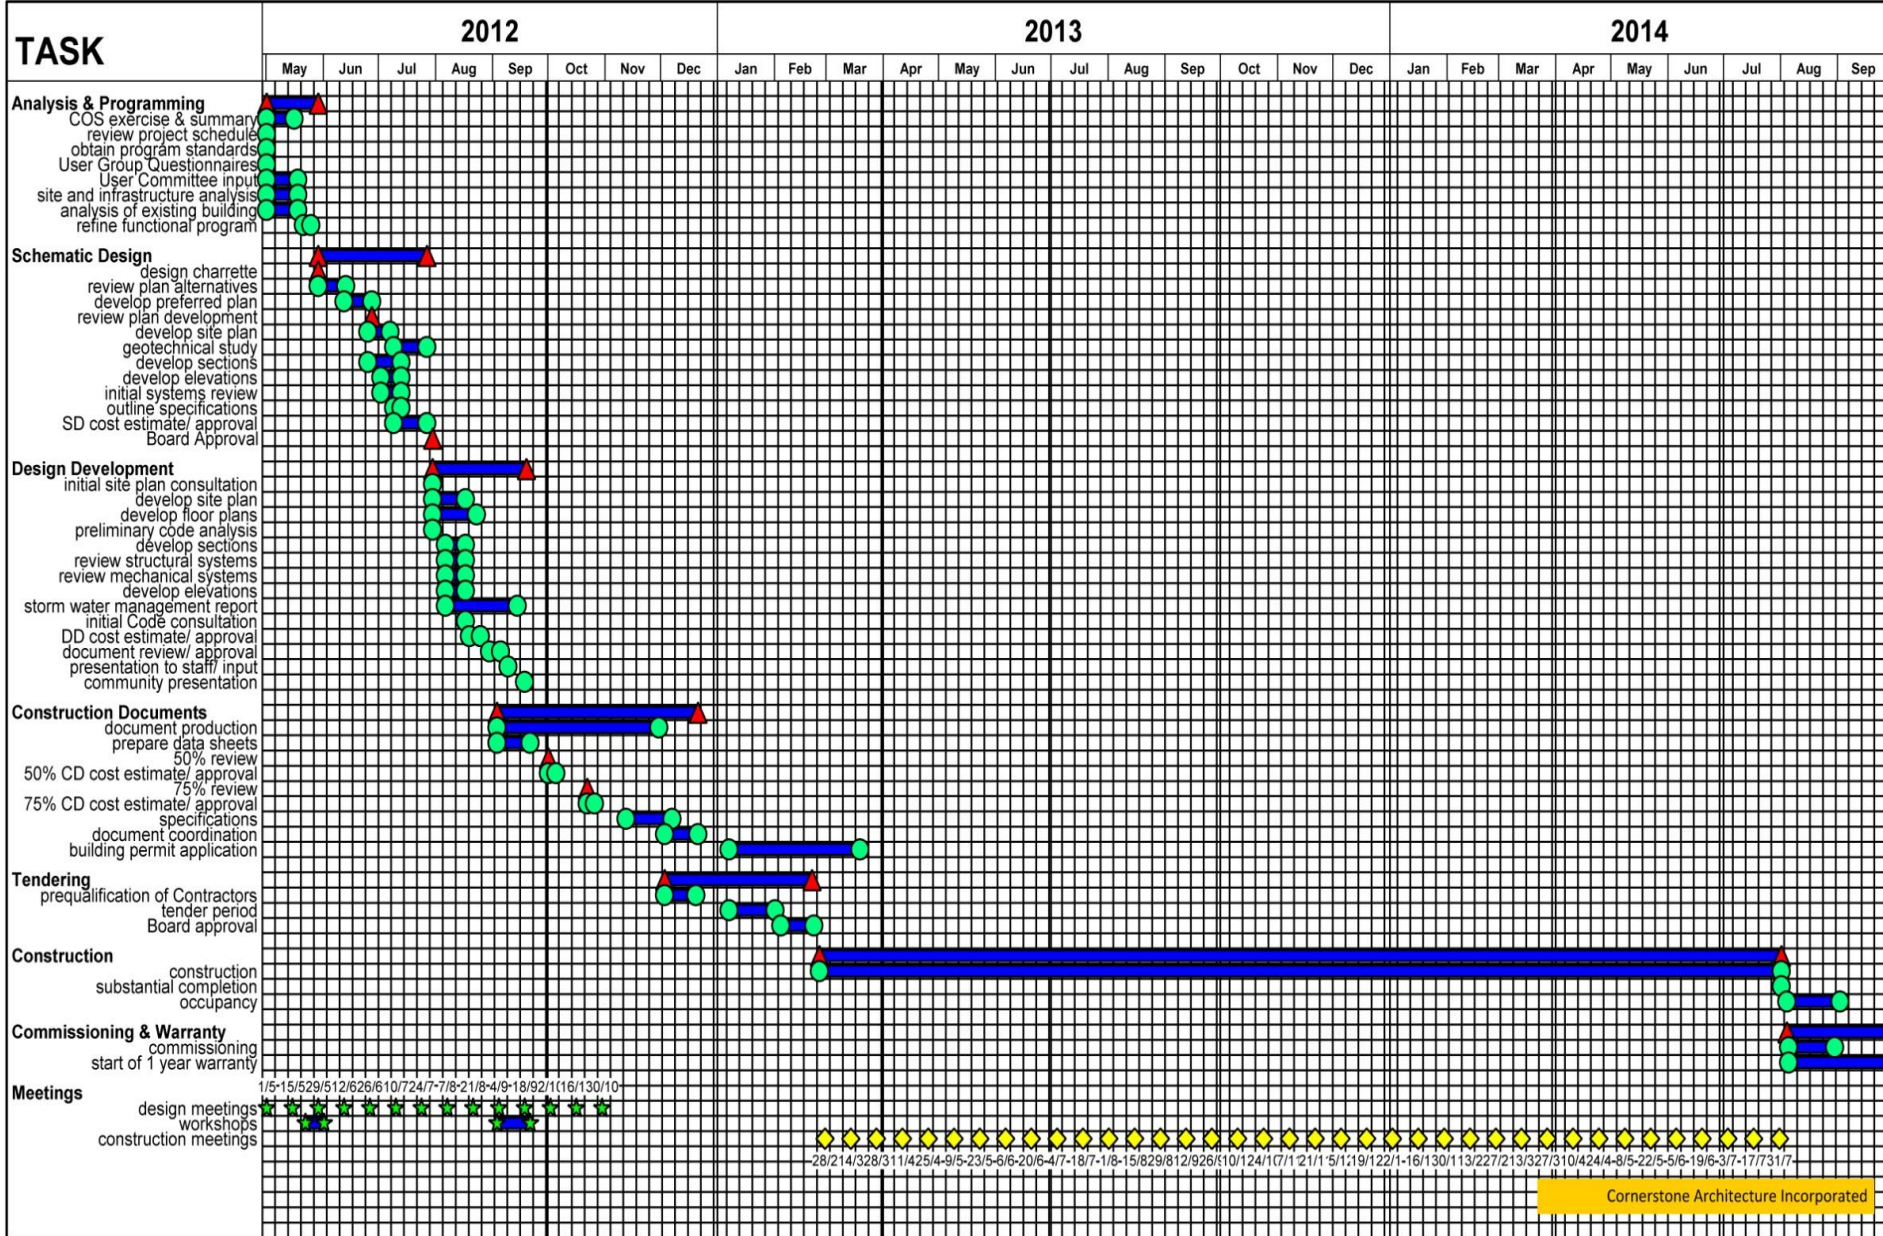 TASK
2012 2013 2014
May Jun Jul Aug Sep Oct Nov Dec Jan Feb Mar Apr May Jun Jul Aug Sep Oct Nov Dec Jan Feb Mar Apr May Jun Jul Aug Sep
Analysis & Programming
COS exercise & summary
review project schedule
obtain program standards
User Group Questionnaires
User Committee input
site and infrastructure analysis
analysis of existing building
refine functional program
Schematic Design
design charrette
review plan alternatives
develop preferred plan
review plan development
develop site plan
geotechnical study
develop sections
develop elevations
initial systems review
outline specifications
SD cost estimate/ approval
Board Approval
Design Development
initial site plan consultation
develop site plan
develop floor plans
preliminary code analysis
develop sections
review structural systems
review mechanical systems
develop elevations
storm water management report
initial Code consultation
DD cost estimate/ approval
document review/ approval
presentation to staff/ input
community presentation
Construction Documents
document production
prepare data sheets
50% review
50% CD cost estimate/ approval
75% review
75% CD cost estimate/ approval
specifications
document coordination
building permit application
Tendering
prequalification of Contractors
tender period
Board approval
Construction
construction
substantial completion
occupancy
Commissioning & Warranty
commissioning
start of 1 year warranty
Meetings
design meetings
workshops
construction meetings
Cornerstone Architecture Incorporated